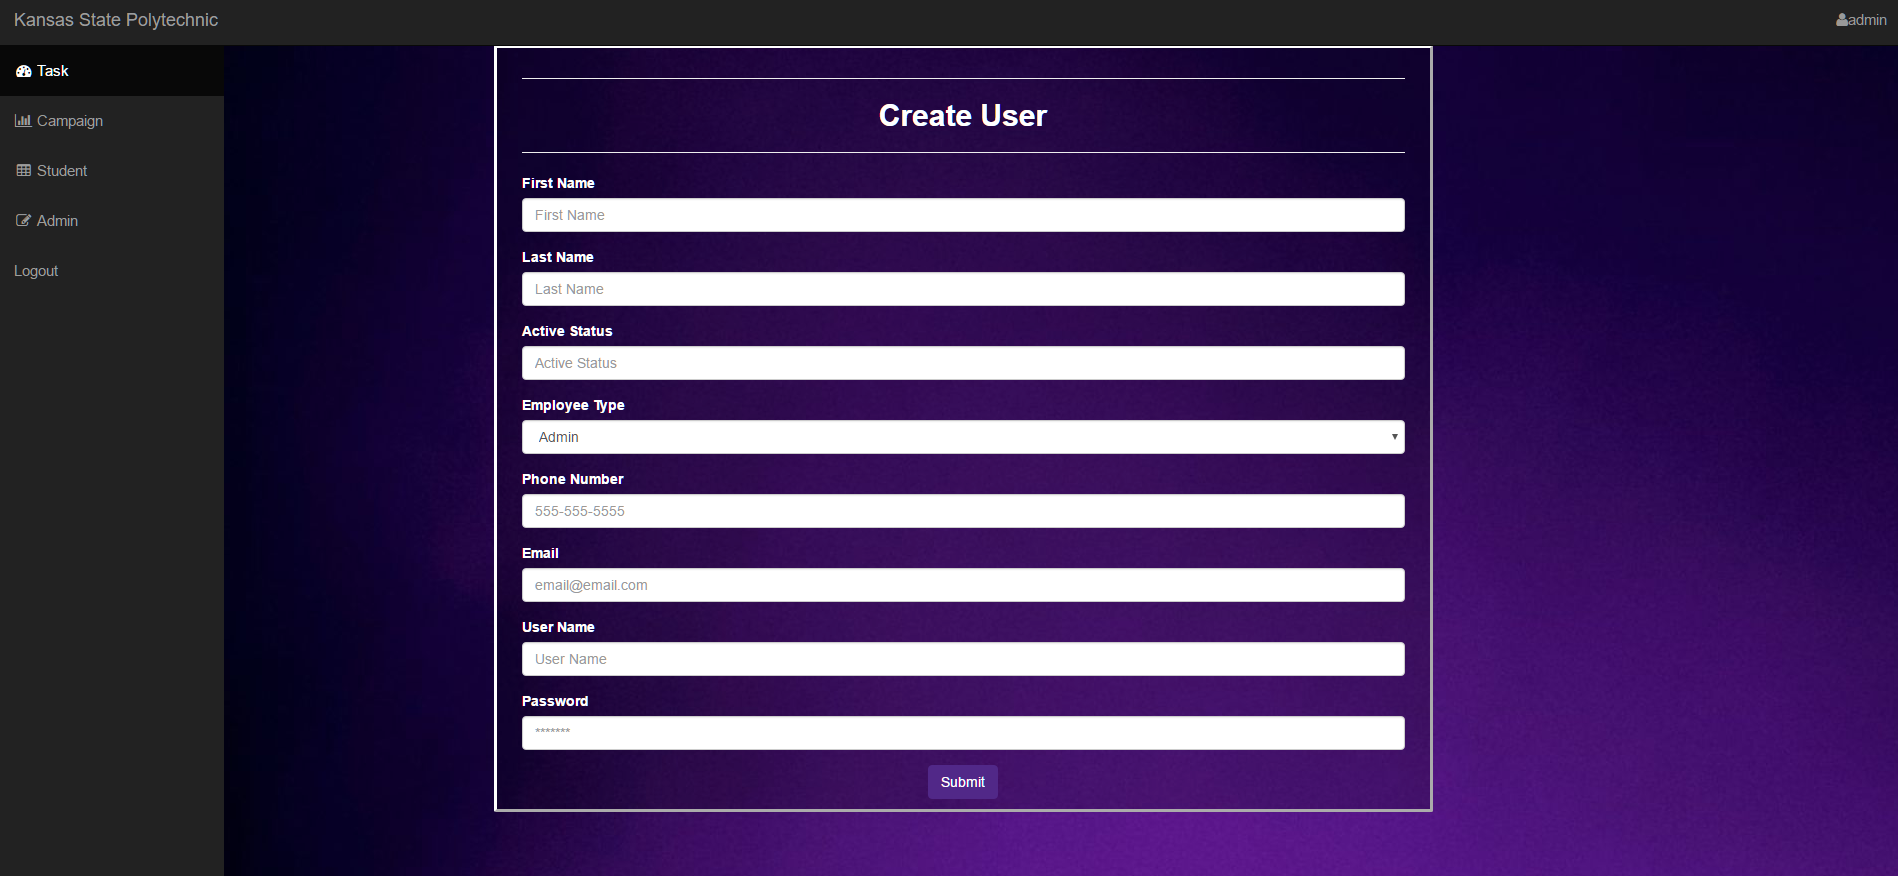 Kansas State Polytechnic
admin
Task
Campaign
Student
Admin
Logout
Create User
First Name
First Name
Last Name
Last Name
Active Status
Active Status
Employee Type
Admin
Phone Number
555-555-5555
Email
email@email.com
User Name
User Name
Password
*******
Submit